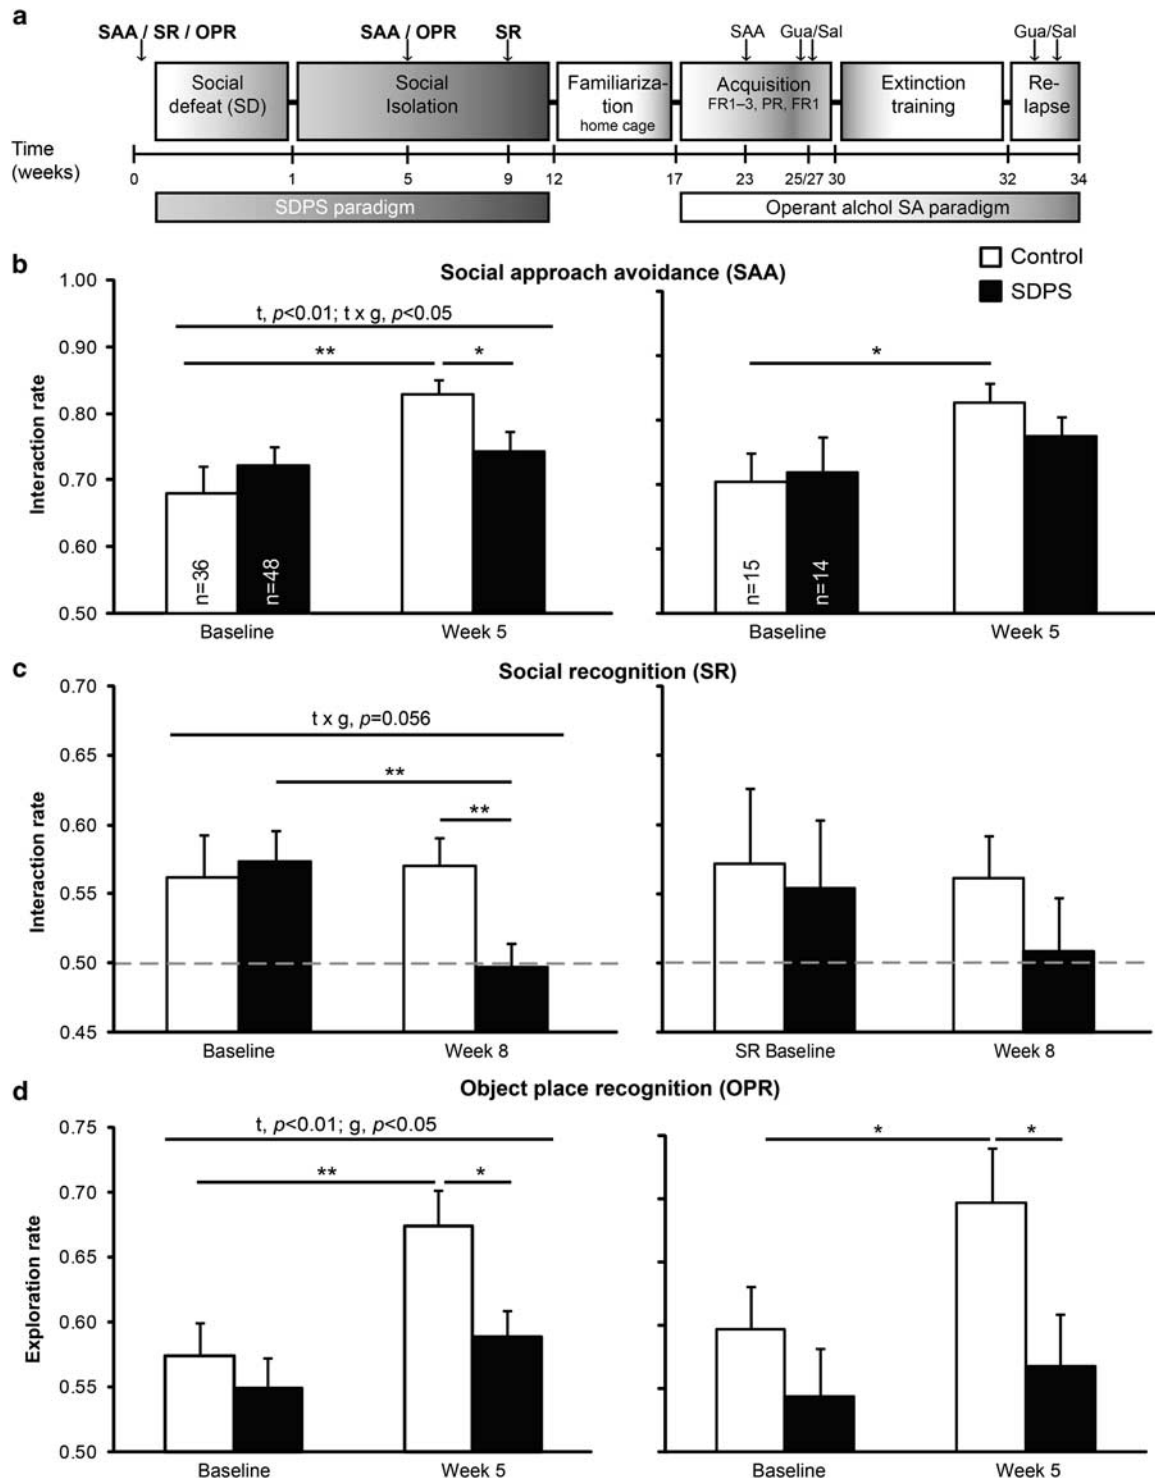 a
SAA / SR / OPR
SAA / OPR
SR
SAA
Gua/Sal
Gua/Sal
Social
defeat (SD)
Social
Isolation
Familiariza-
tion
home cage
Acquisition
FR1–3, PR, FR1
Extinction
training
Re-
lapse
Time
(weeks)
0
1
5
9
12
17
23
25/27
30
32
34
SDPS paradigm
Operant alchol SA paradigm
b
Social approach avoidance (SAA)
Control
SDPS
Interaction rate
1.00
0.90
0.80
0.70
0.60
0.50
t, p<0.01; t x g, p<0.05
**
*
n=36
n=48
Baseline
Week 5
*
n=15
n=14
Baseline
Week 5
c
Social recognition (SR)
Interaction rate
0.70
0.65
0.60
0.55
0.50
0.45
t x g, p=0.056
**
**
Baseline
Week 8
SR Baseline
Week 8
d
Object place recognition (OPR)
Exploration rate
0.75
0.70
0.65
0.60
0.55
0.50
t, p<0.01; g, p<0.05
**
*
Baseline
Week 5
*
*
Baseline
Week 5